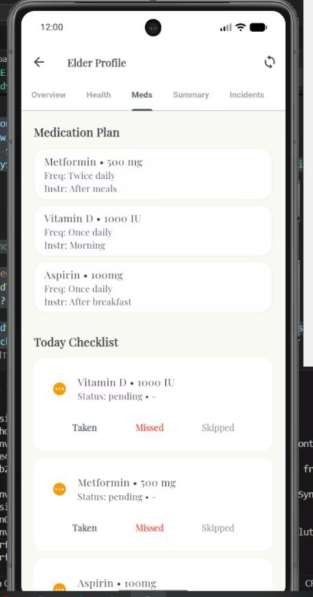 12:00
Elder Profile
Overview Health Meds Summary Incidents
Medication Plan
Metformin • 500 mg
Freq: Twice daily
Instr: After meals
Vitamin D • 1000 IU
Freq: Once daily
Instr: Morning
Aspirin • 100mg
Freq: Once daily
Instr: After breakfast
Today Checklist
Vitamin D • 1000 IU
Status: pending • -
Taken Missed Skipped
Metformin • 500 mg
Status: pending • -
Taken Missed Skipped
Aspirin • 100mg